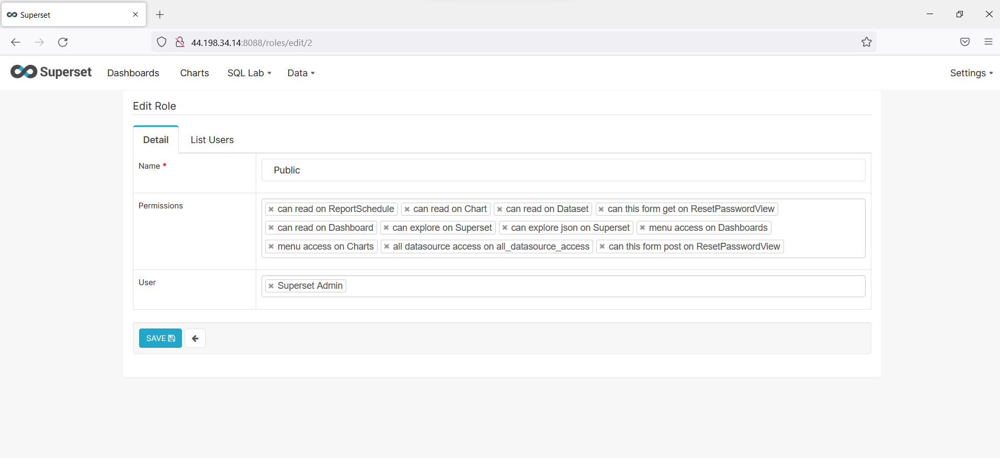 Superset
44.198.34.14:8088/roles/edit/2
Superset Dashboards Charts SQL Lab Data Settings
Edit Role
Detail List Users
Name * Public
Permissions × can read on ReportSchedule × can read on Chart × can read on Dataset × can this form get on ResetPasswordView
× can read on Dashboard × can explore on Superset × can explore json on Superset × menu access on Dashboards
× menu access on Charts × all datasource access on all_datasource_access × can this form post on ResetPasswordView
User × Superset Admin
SAVE